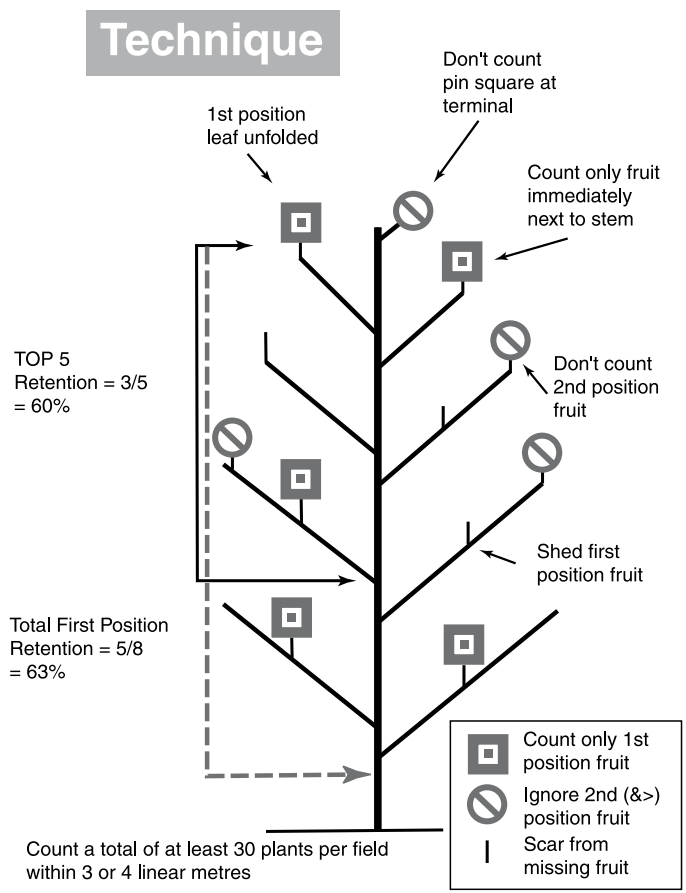 Technique
Don't count
pin square at
terminal
1st position
leaf unfolded
Count only fruit
immediately
next to stem
TOP 5
Retention = 3/5
= 60%
Don't count
2nd position
fruit
Shed first
position fruit
Total First Position
Retention = 5/8
= 63%
Count only 1st
position fruit
Ignore 2nd (&>)
position fruit
Scar from
missing fruit
Count a total of at least 30 plants per field
within 3 or 4 linear metres